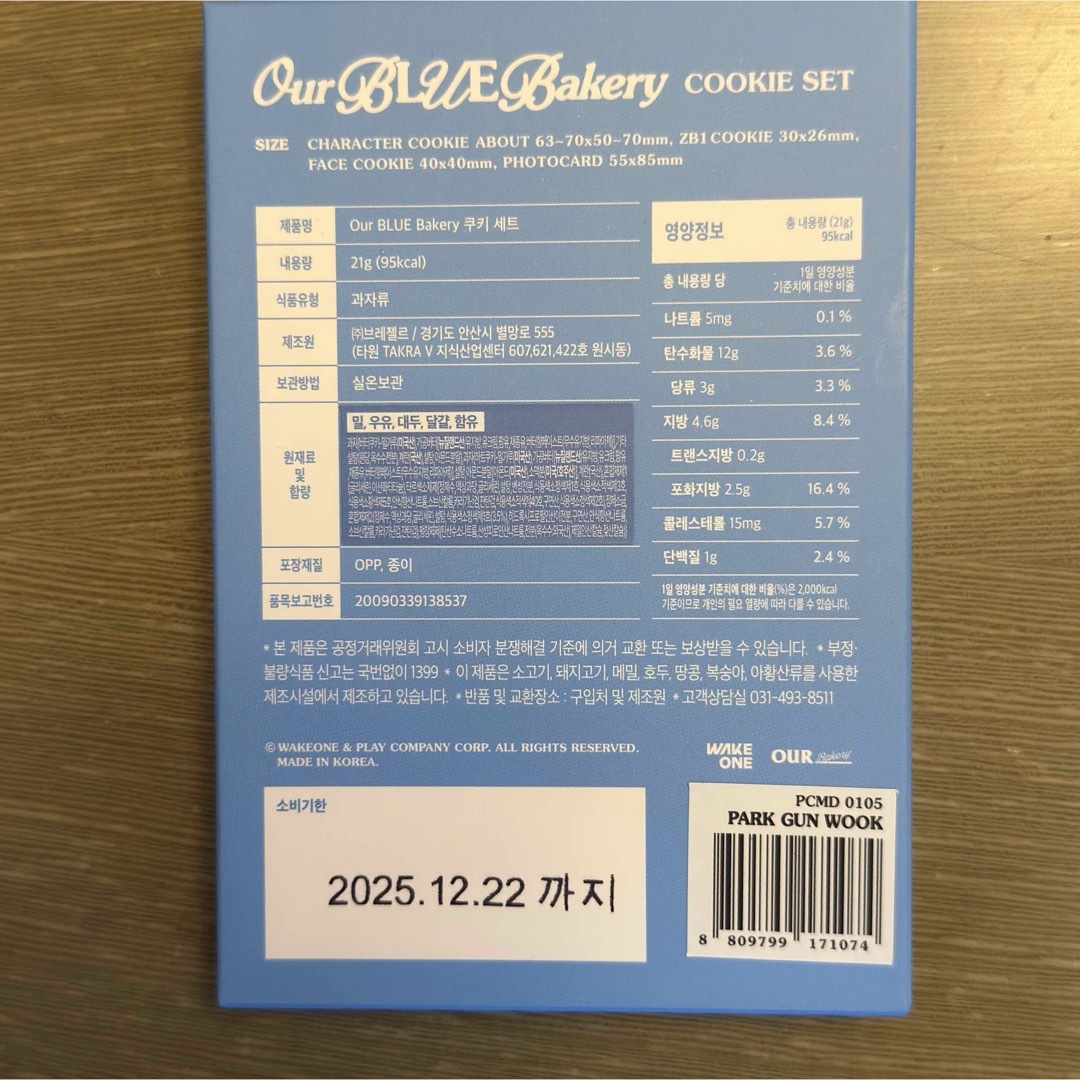 Our BLUE Bakery COOKIE SET
SIZE CHARACTER COOKIE ABOUT 63~70x50~70mm, ZB1 COOKIE 30x26mm,
FACE COOKIE 40x40mm, PHOTOCARD 55x85mm
제품명 Our BLUE Bakery 쿠키 세트
내용량 21g (95kcal)
식품유형 과자류
제조원 ㈜브레젤르 / 경기도 안산시 별망로 555
(타원 TAKRA V 지식산업센터 607,621,422호 원시동)
보관방법 실온보관
원재료
및
함량
밀, 우유, 대두, 달걀, 함유
포장재질 OPP, 종이
품목보고번호 20090339138537
영양정보 총 내용량 (21g)
95kcal
총 내용량 당 1일 영양성분
기준치에 대한 비율
나트륨 5mg 0.1 %
탄수화물 12g 3.6 %
당류 3g 3.3 %
지방 4.6g 8.4 %
트랜스지방 0.2g
포화지방 2.5g 16.4 %
콜레스테롤 15mg 5.7 %
단백질 1g 2.4 %
1일 영양성분 기준치에 대한 비율(%)은 2,000kcal
기준이므로 개인의 필요 열량에 따라 다를 수 있습니다.
* 본 제품은 공정거래위원회 고시 소비자 분쟁해결 기준에 의거 교환 또는 보상받을 수 있습니다. * 부정·
불량식품 신고는 국번없이 1399 * 이 제품은 소고기, 돼지고기, 메밀, 호두, 땅콩, 복숭아, 아황산류를 사용한
제조시설에서 제조하고 있습니다. * 반품 및 교환장소 : 구입처 및 제조원 * 고객상담실 031-493-8511
© WAKEONE & PLAY COMPANY CORP. ALL RIGHTS RESERVED.
MADE IN KOREA.
WAKE
ONE
OUR Bakery
소비기한
2025.12.22 까지
PCMD 0105
PARK GUN WOOK
8 809799 171074